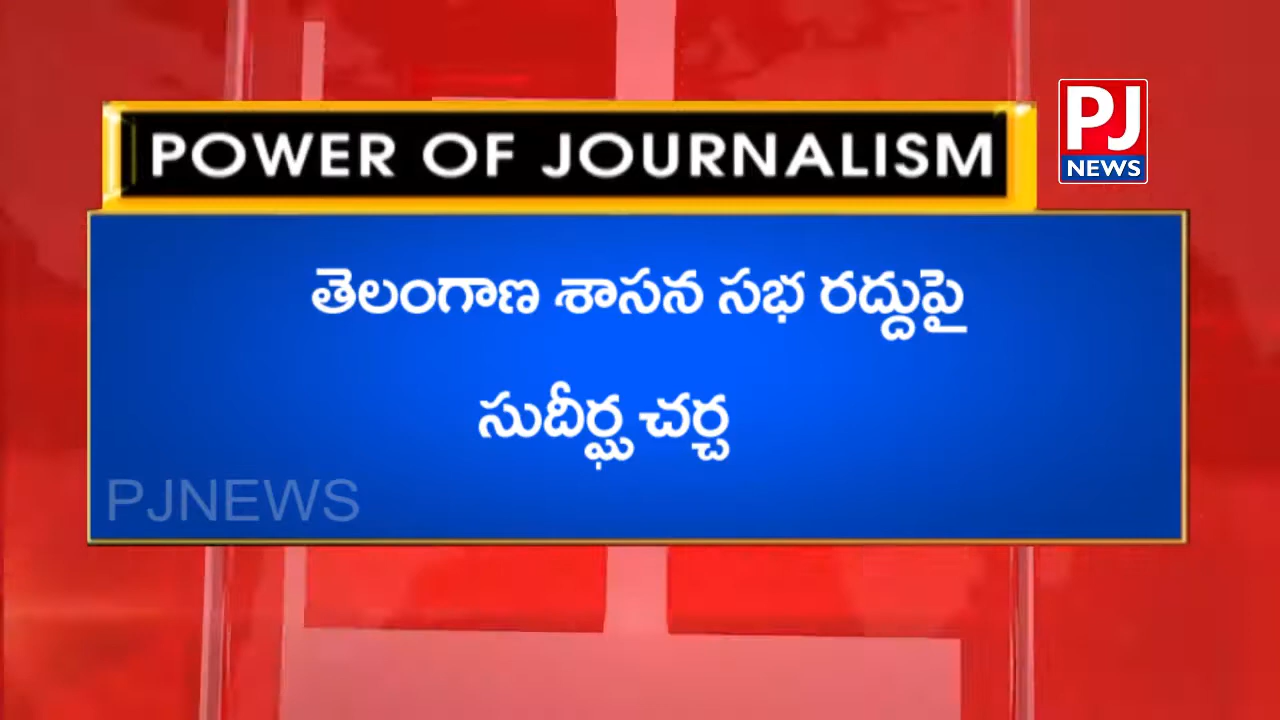 POWER OF JOURNALISM
PJ
NEWS
తెలంగాణ శాసన సభ రద్దుపై
సుదీర్ఘ చర్చ
PJNEWS